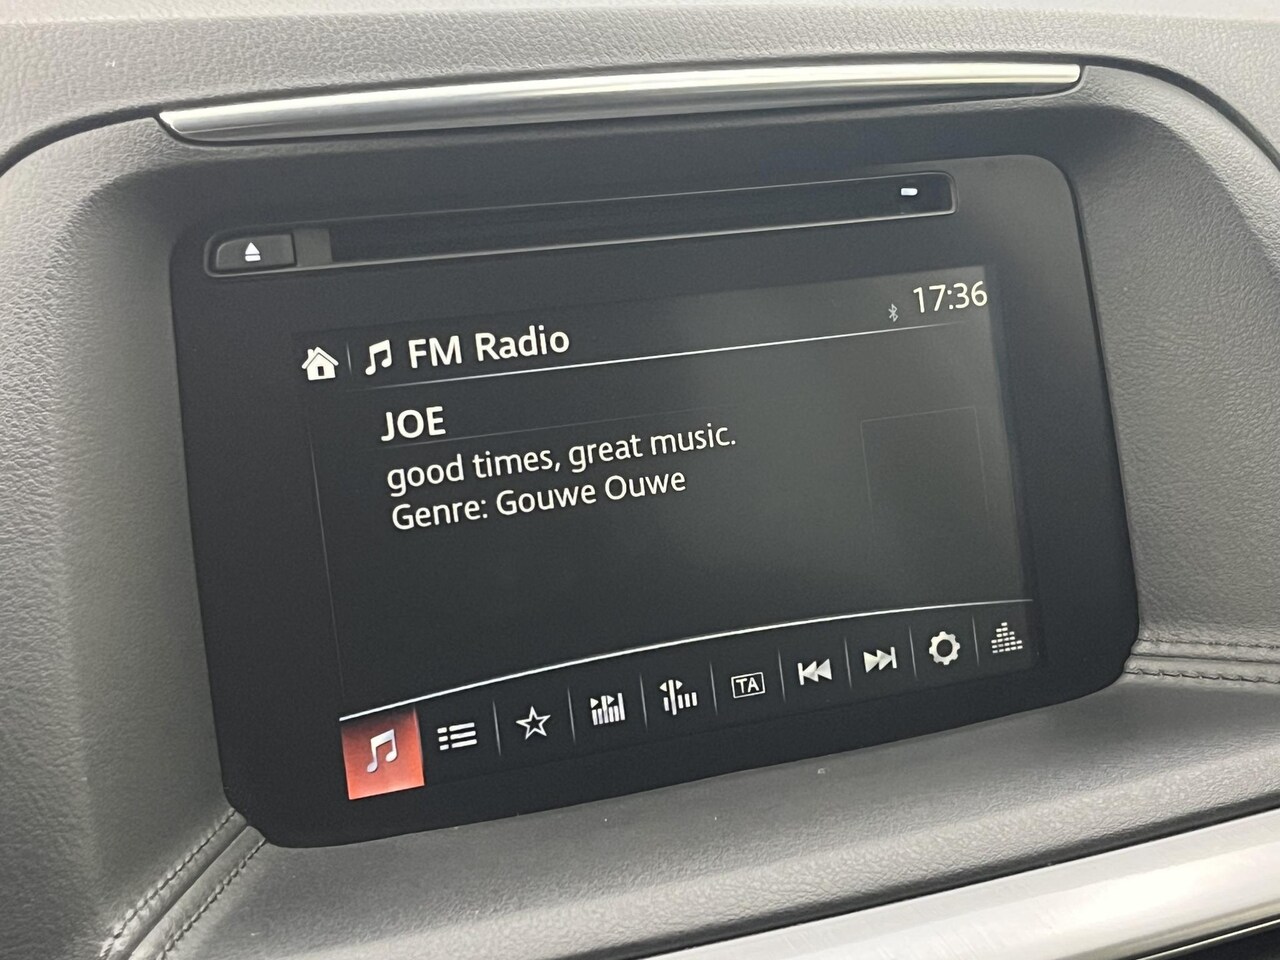 17:36
FM Radio
JOE
good times, great music.
Genre: Gouwe Ouwe
TA